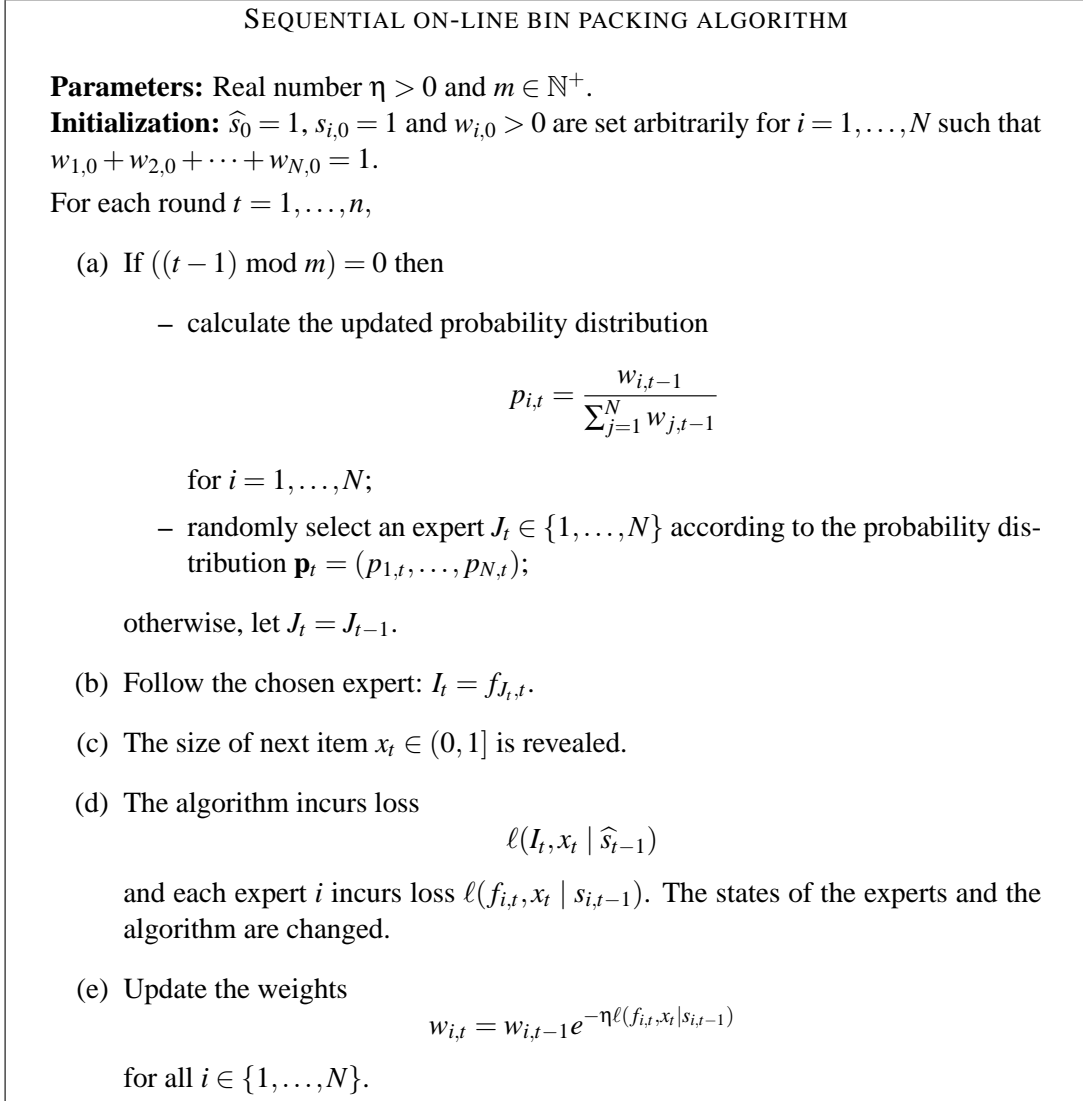 SEQUENTIAL ON-LINE BIN PACKING ALGORITHM
Parameters: Real number η > 0 and m ∈ ℕ⁺.
Initialization: ŝ₀ = 1, s_{i,0} = 1 and w_{i,0} > 0 are set arbitrarily for i = 1,...,N such that
w_{1,0} + w_{2,0} + ⋯ + w_{N,0} = 1.
For each round t = 1,...,n,
(a) If ((t − 1) mod m) = 0 then
– calculate the updated probability distribution
p_{i,t} = \frac{w_{i,t−1}}{∑_{j=1}^{N} w_{j,t−1}}
for i = 1,...,N;
– randomly select an expert J_t ∈ {1,...,N} according to the probability dis-
tribution **p**_t = (p_{1,t},...,p_{N,t});
otherwise, let J_t = J_{t−1}.
(b) Follow the chosen expert: I_t = f_{J_t,t}.
(c) The size of next item x_t ∈ (0,1] is revealed.
(d) The algorithm incurs loss
ℓ(I_t,x_t | ŝ_{t−1})
and each expert i incurs loss ℓ(f_{i,t},x_t | s_{i,t−1}). The states of the experts and the
algorithm are changed.
(e) Update the weights
w_{i,t} = w_{i,t−1}e^{−ηℓ(f_{i,t},x_t|s_{i,t−1})}
for all i ∈ {1,...,N}.